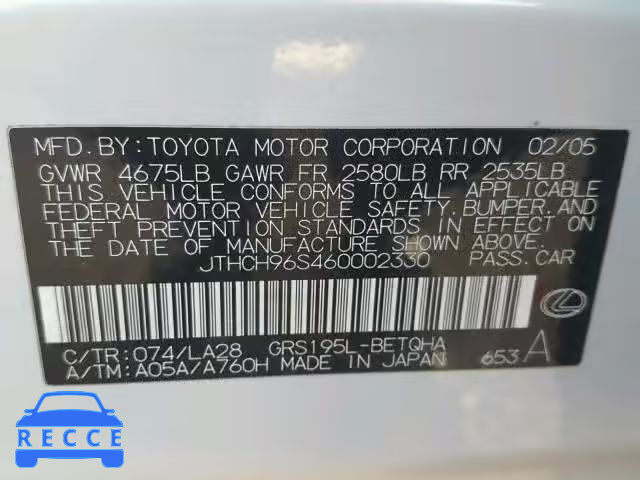 MFD. BY: TOYOTA MOTOR CORPORATION 02/05
GVWR 4675LB GAWR FR 2580LB RR 2535LB
THIS VEHICLE CONFORMS TO ALL APPLICABLE
FEDERAL MOTOR VEHICLE SAFETY, BUMPER, AND
THEFT PREVENTION STANDARDS IN EFFECT ON
THE DATE OF MANUFACTURE SHOWN ABOVE.
JTHCH96S460002330 PASS. CAR
C/TR: 074/LA28 GRS195L-BETQHA
A/TM: A05A/A760H MADE IN JAPAN 653 A
RECCE